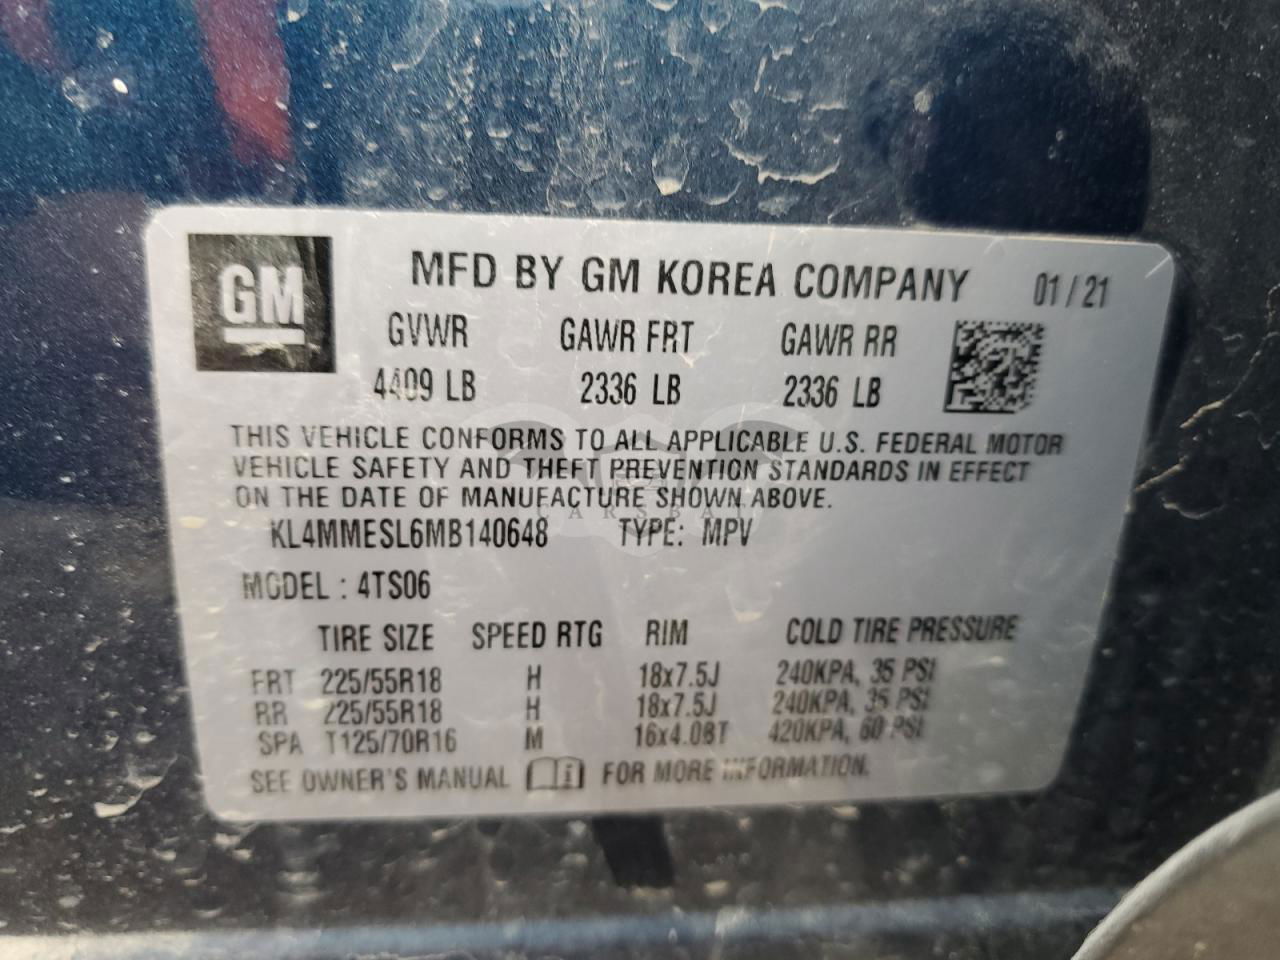 GM
MFD BY GM KOREA COMPANY 01/21
GVWR GAWR FRT GAWR RR
4409 LB 2336 LB 2336 LB
THIS VEHICLE CONFORMS TO ALL APPLICABLE U.S. FEDERAL MOTOR
VEHICLE SAFETY AND THEFT PREVENTION STANDARDS IN EFFECT
ON THE DATE OF MANUFACTURE SHOWN ABOVE.
CARSBAT
KL4MMESL6MB140648 TYPE: MPV
MODEL : 4TS06
TIRE SIZE SPEED RTG RIM COLD TIRE PRESSURE
FRT 225/55R18 H 18x7.5J 240KPA, 35 PSI
RR 225/55R18 H 18x7.5J 240KPA, 35 PSI
SPA T125/70R16 M 16x4.0BT 420KPA, 60 PSI
SEE OWNER'S MANUAL FOR MORE INFORMATION.